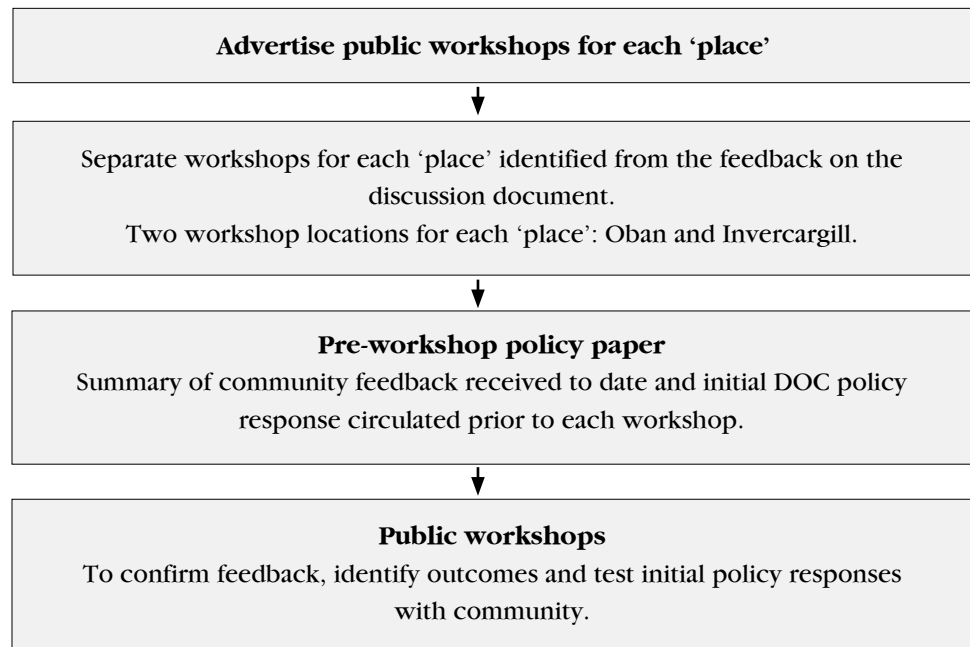 Advertise public workshops for each ‘place’
Separate workshops for each ‘place’ identified from the feedback on the
discussion document.
Two workshop locations for each ‘place’: Oban and Invercargill.
Pre-workshop policy paper
Summary of community feedback received to date and initial DOC policy
response circulated prior to each workshop.
Public workshops
To confirm feedback, identify outcomes and test initial policy responses
with community.